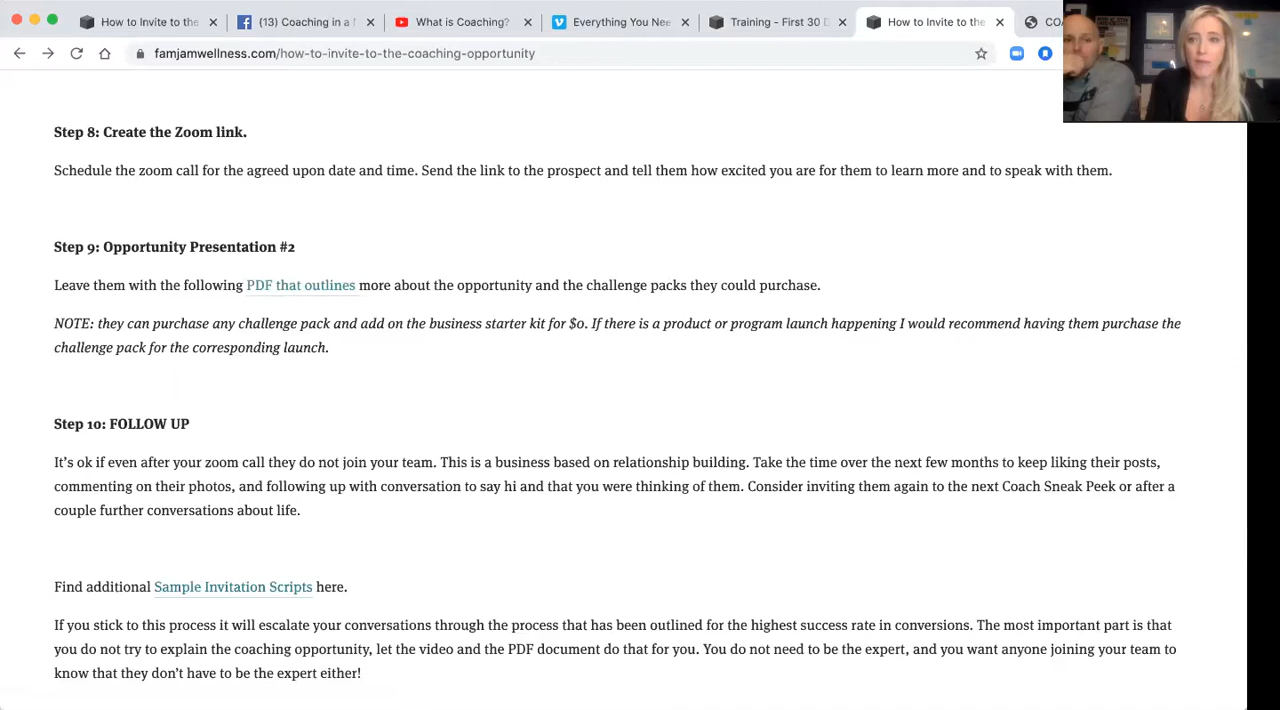 How to Invite to the
(13) Coaching in a
What is Coaching?
Everything You Nee
Training - First 30 D
How to Invite to the
famjamwellness.com/how-to-invite-to-the-coaching-opportunity
Step 8: Create the Zoom link.
Schedule the zoom call for the agreed upon date and time. Send the link to the prospect and tell them how excited you are for them to learn more and to speak with them.
Step 9: Opportunity Presentation #2
Leave them with the following PDF that outlines more about the opportunity and the challenge packs they could purchase.
NOTE: they can purchase any challenge pack and add on the business starter kit for $0. If there is a product or program launch happening I would recommend having them purchase the
challenge pack for the corresponding launch.
Step 10: FOLLOW UP
It's ok if even after your zoom call they do not join your team. This is a business based on relationship building. Take the time over the next few months to keep liking their posts,
commenting on their photos, and following up with conversation to say hi and that you were thinking of them. Consider inviting them again to the next Coach Sneak Peek or after a
couple further conversations about life.
Find additional Sample Invitation Scripts here.
If you stick to this process it will escalate your conversations through the process that has been outlined for the highest success rate in conversions. The most important part is that
you do not try to explain the coaching opportunity, let the video and the PDF document do that for you. You do not need to be the expert, and you want anyone joining your team to
know that they don't have to be the expert either!